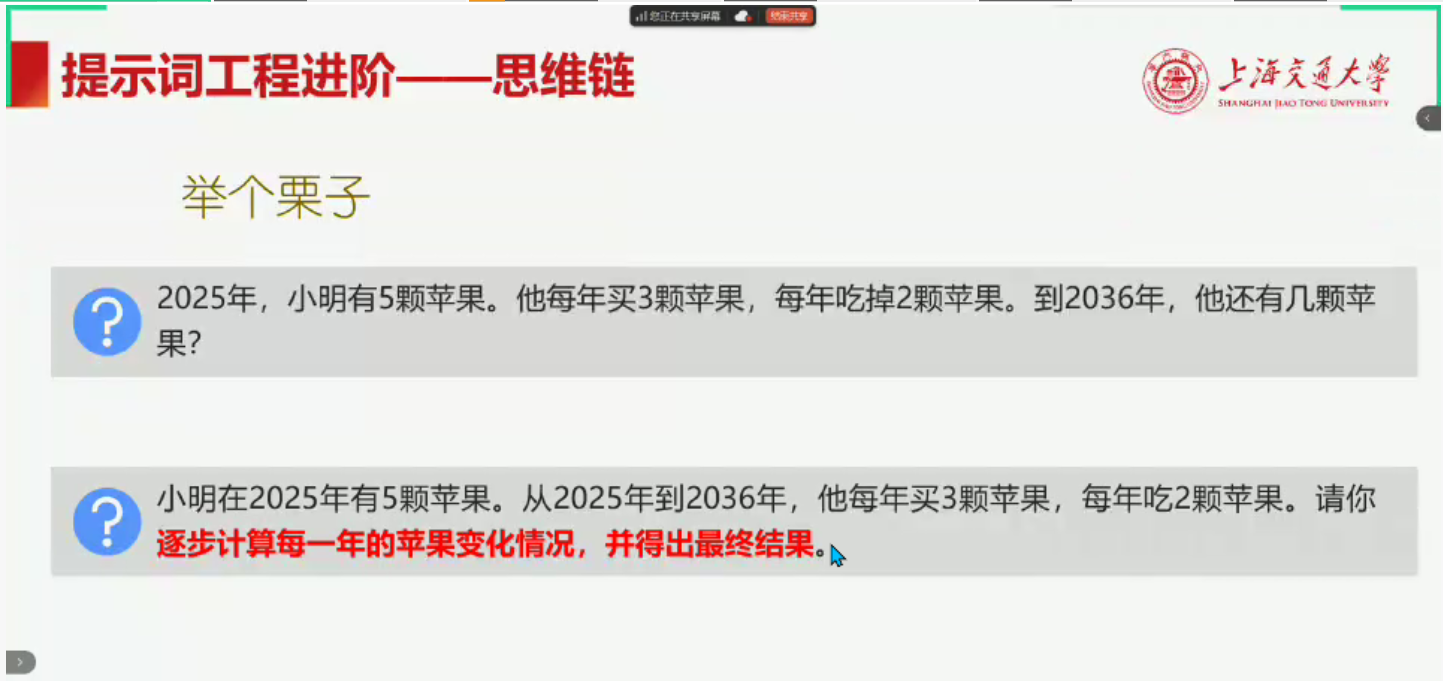 您正在共享屏幕 结束共享
提示词工程进阶——思维链
上海交通大学
SHANGHAI JIAO TONG UNIVERSITY
举个栗子
2025年，小明有5颗苹果。他每年买3颗苹果，每年吃掉2颗苹果。到2036年，他还有几颗苹
果？
小明在2025年有5颗苹果。从2025年到2036年，他每年买3颗苹果，每年吃2颗苹果。请你
逐步计算每一年的苹果变化情况，并得出最终结果。